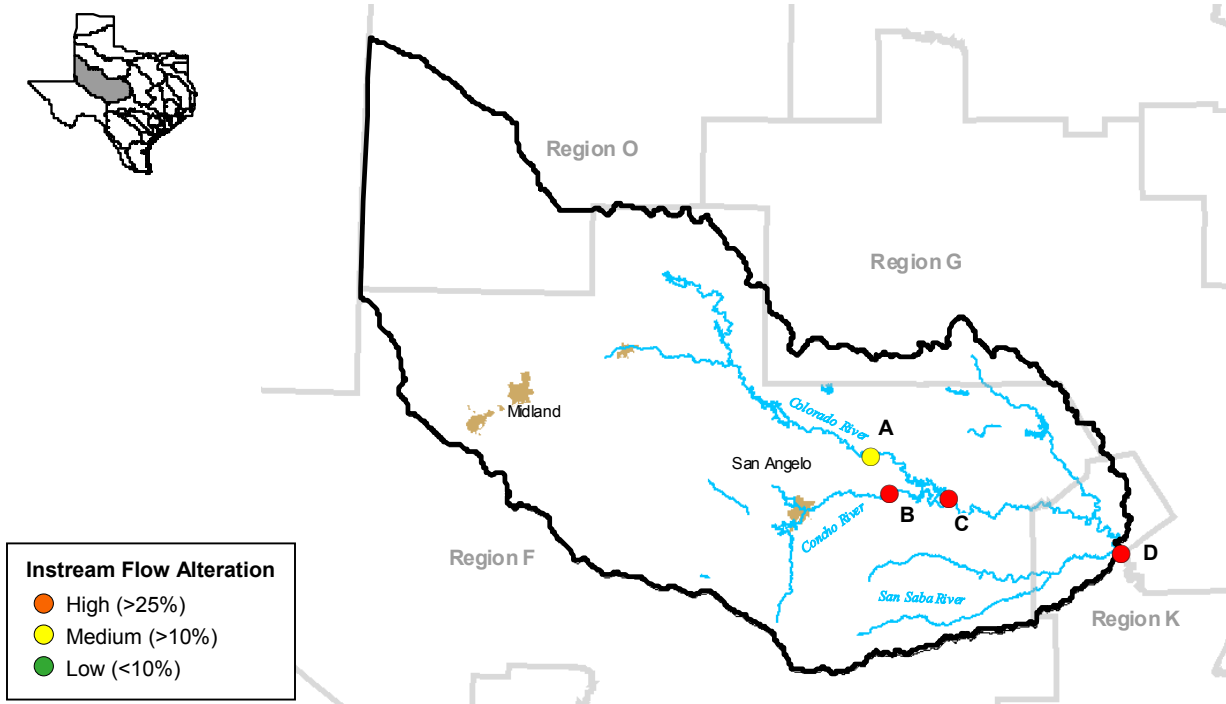 Region O
Region G
Midland
Colorado River
A
San Angelo
B
C
Concho River
D
Region F
San Saba River
Region K
Instream Flow Alteration
High (>25%)
Medium (>10%)
Low (<10%)